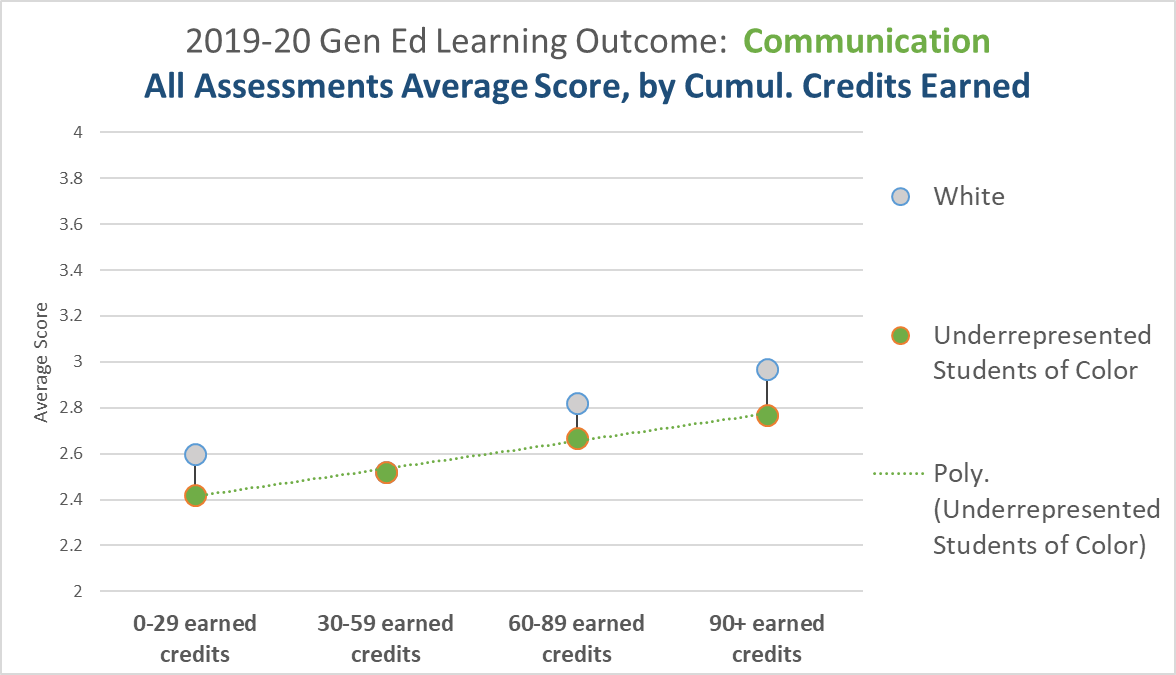 2019-20 Gen Ed Learning Outcome: Communication
All Assessments Average Score, by Cumul. Credits Earned
4
3.8
3.6
3.4
3.2
3
2.8
2.6
2.4
2.2
2
Average Score
0-29 earned
credits
30-59 earned
credits
60-89 earned
credits
90+ earned
credits
White
Underrepresented
Students of Color
Poly.
(Underrepresented
Students of Color)